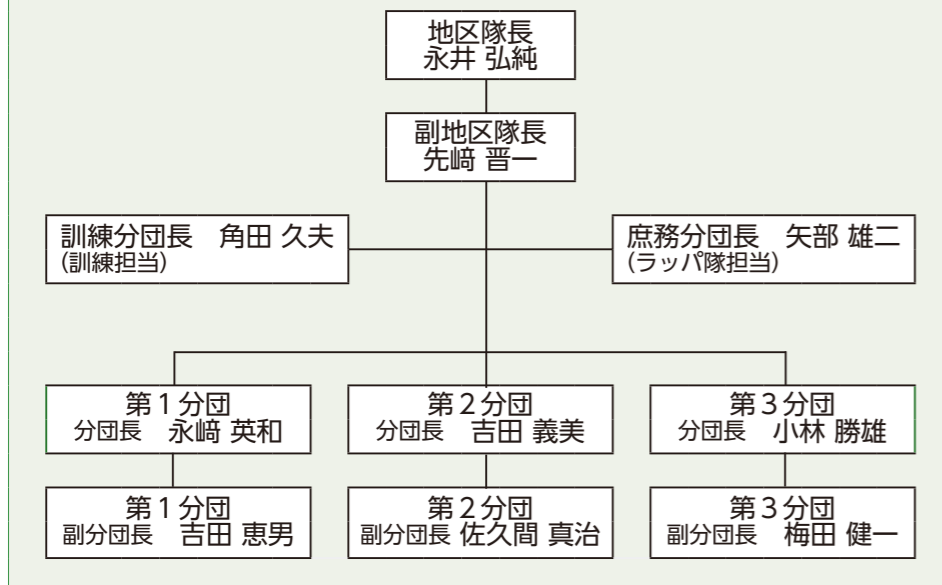 地区隊長
永井 弘純
副地区隊長
先﨑 晋一
訓練分団長　角田 久夫
(訓練担当)
庶務分団長　矢部 雄二
(ラッパ隊担当)
第１分団
分団長　永﨑 英和
第２分団
分団長　吉田 義美
第３分団
分団長　小林 勝雄
第１分団
副分団長　吉田 恵男
第２分団
副分団長 佐久間 真治
第３分団
副分団長　梅田 健一